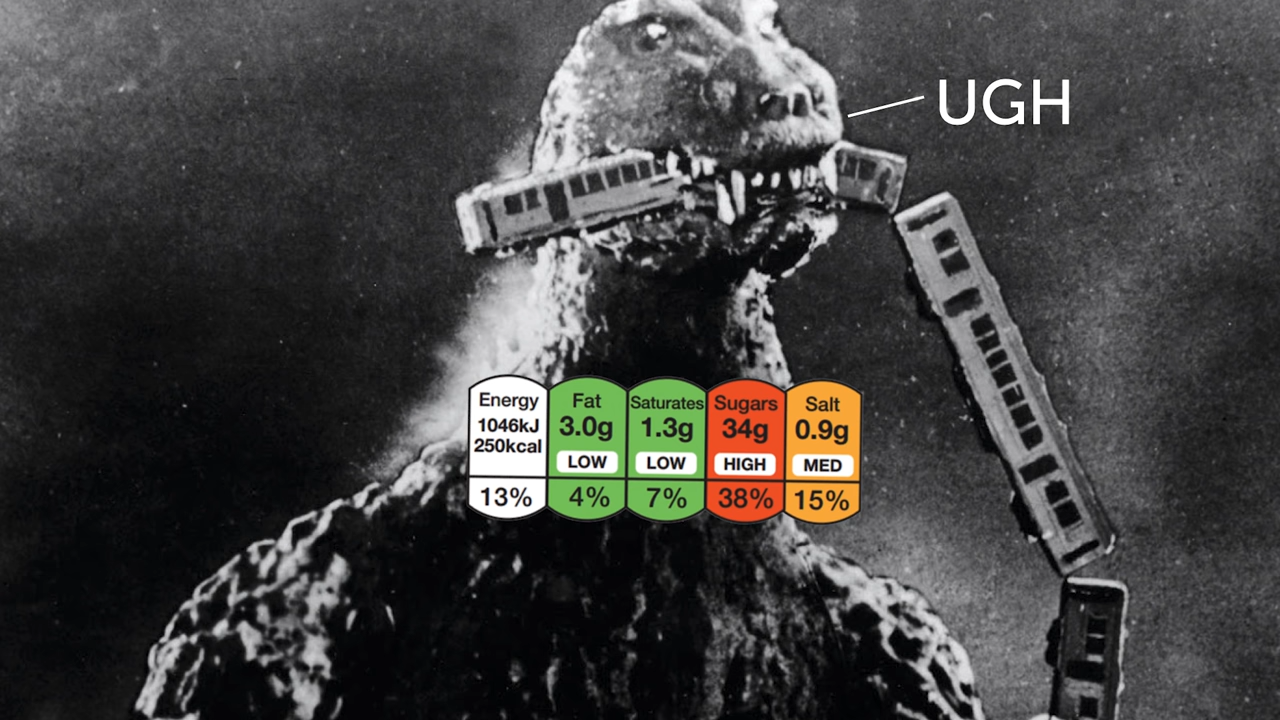 UGH
Energy
1046kJ
250kcal
13%
Fat
3.0g
LOW
4%
Saturates
1.3g
LOW
7%
Sugars
34g
HIGH
38%
Salt
0.9g
MED
15%